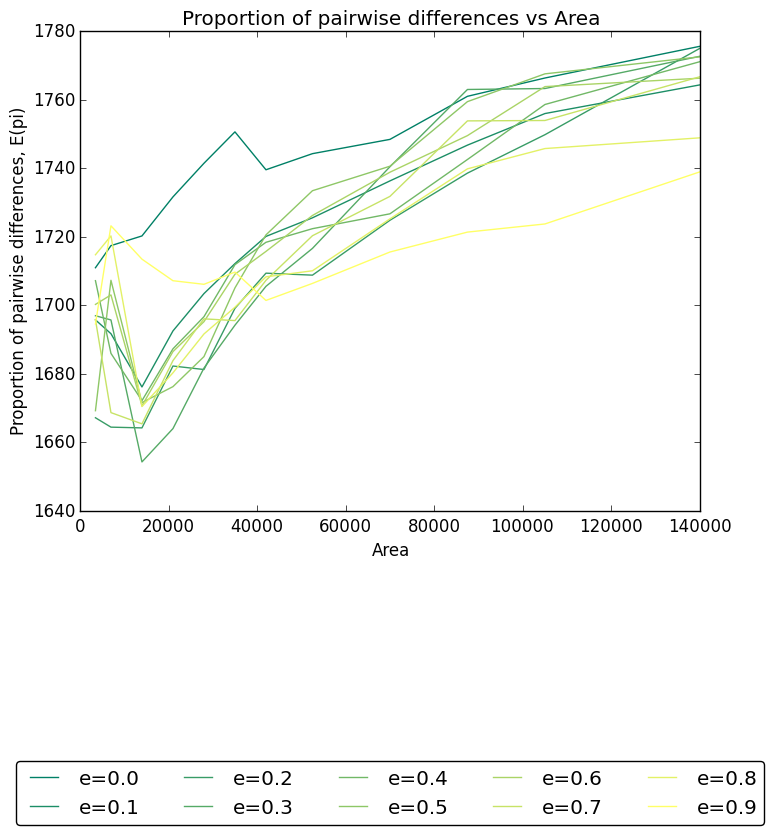 Proportion of pairwise differences vs Area
Proportion of pairwise differences, E(pi)
1780
1760
1740
1720
1700
1680
1660
1640
0 20000 40000 60000 80000 100000 120000 140000
Area
e=0.0 e=0.2 e=0.4 e=0.6 e=0.8
e=0.1 e=0.3 e=0.5 e=0.7 e=0.9